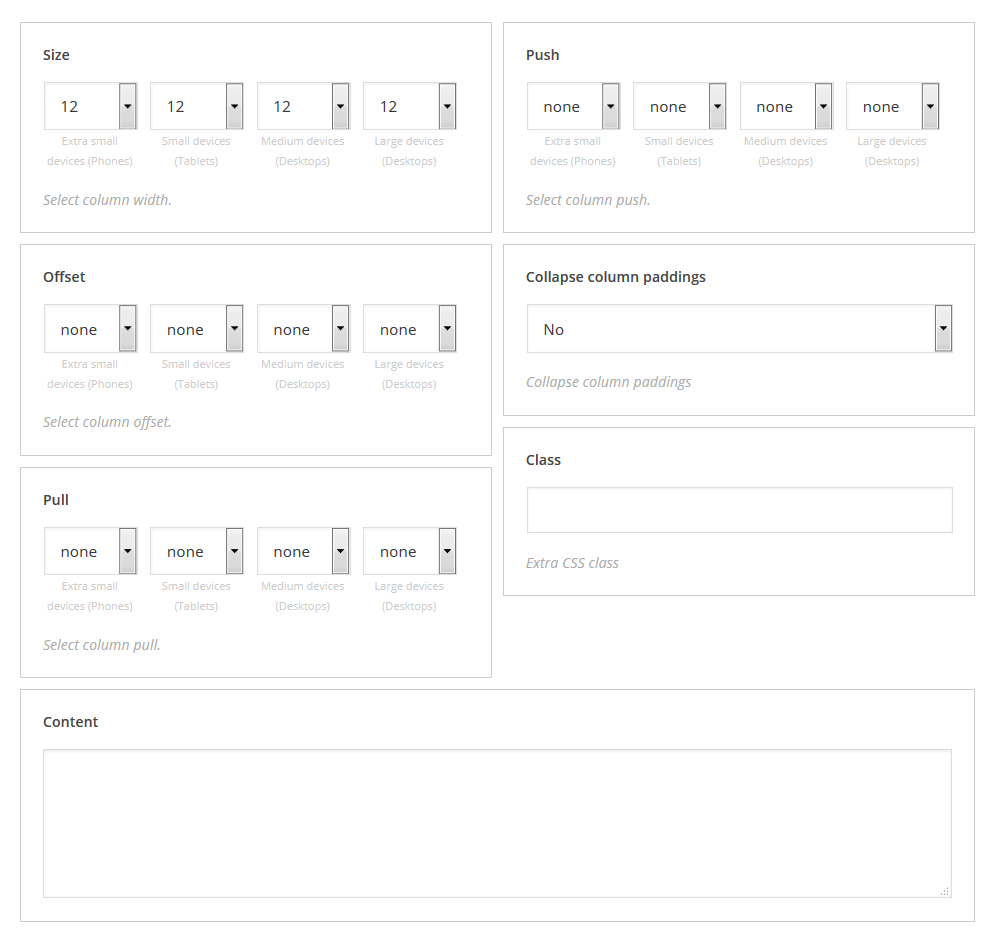 Size
12 12 12 12
Extra small Small devices Medium devices Large devices
devices (Phones) (Tablets) (Desktops) (Desktops)
Select column width.
Push
none none none none
Extra small Small devices Medium devices Large devices
devices (Phones) (Tablets) (Desktops) (Desktops)
Select column push.
Offset
none none none none
Extra small Small devices Medium devices Large devices
devices (Phones) (Tablets) (Desktops) (Desktops)
Select column offset.
Collapse column paddings
No
Collapse column paddings
Class
Extra CSS class
Pull
none none none none
Extra small Small devices Medium devices Large devices
devices (Phones) (Tablets) (Desktops) (Desktops)
Select column pull.
Content